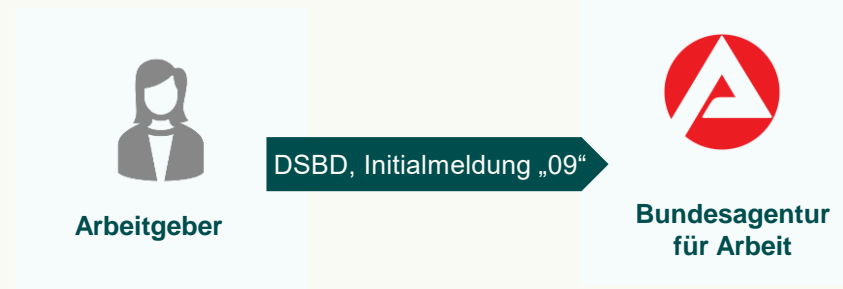 DSBD, Initialmeldung „09“
Arbeitgeber
Bundesagentur
für Arbeit